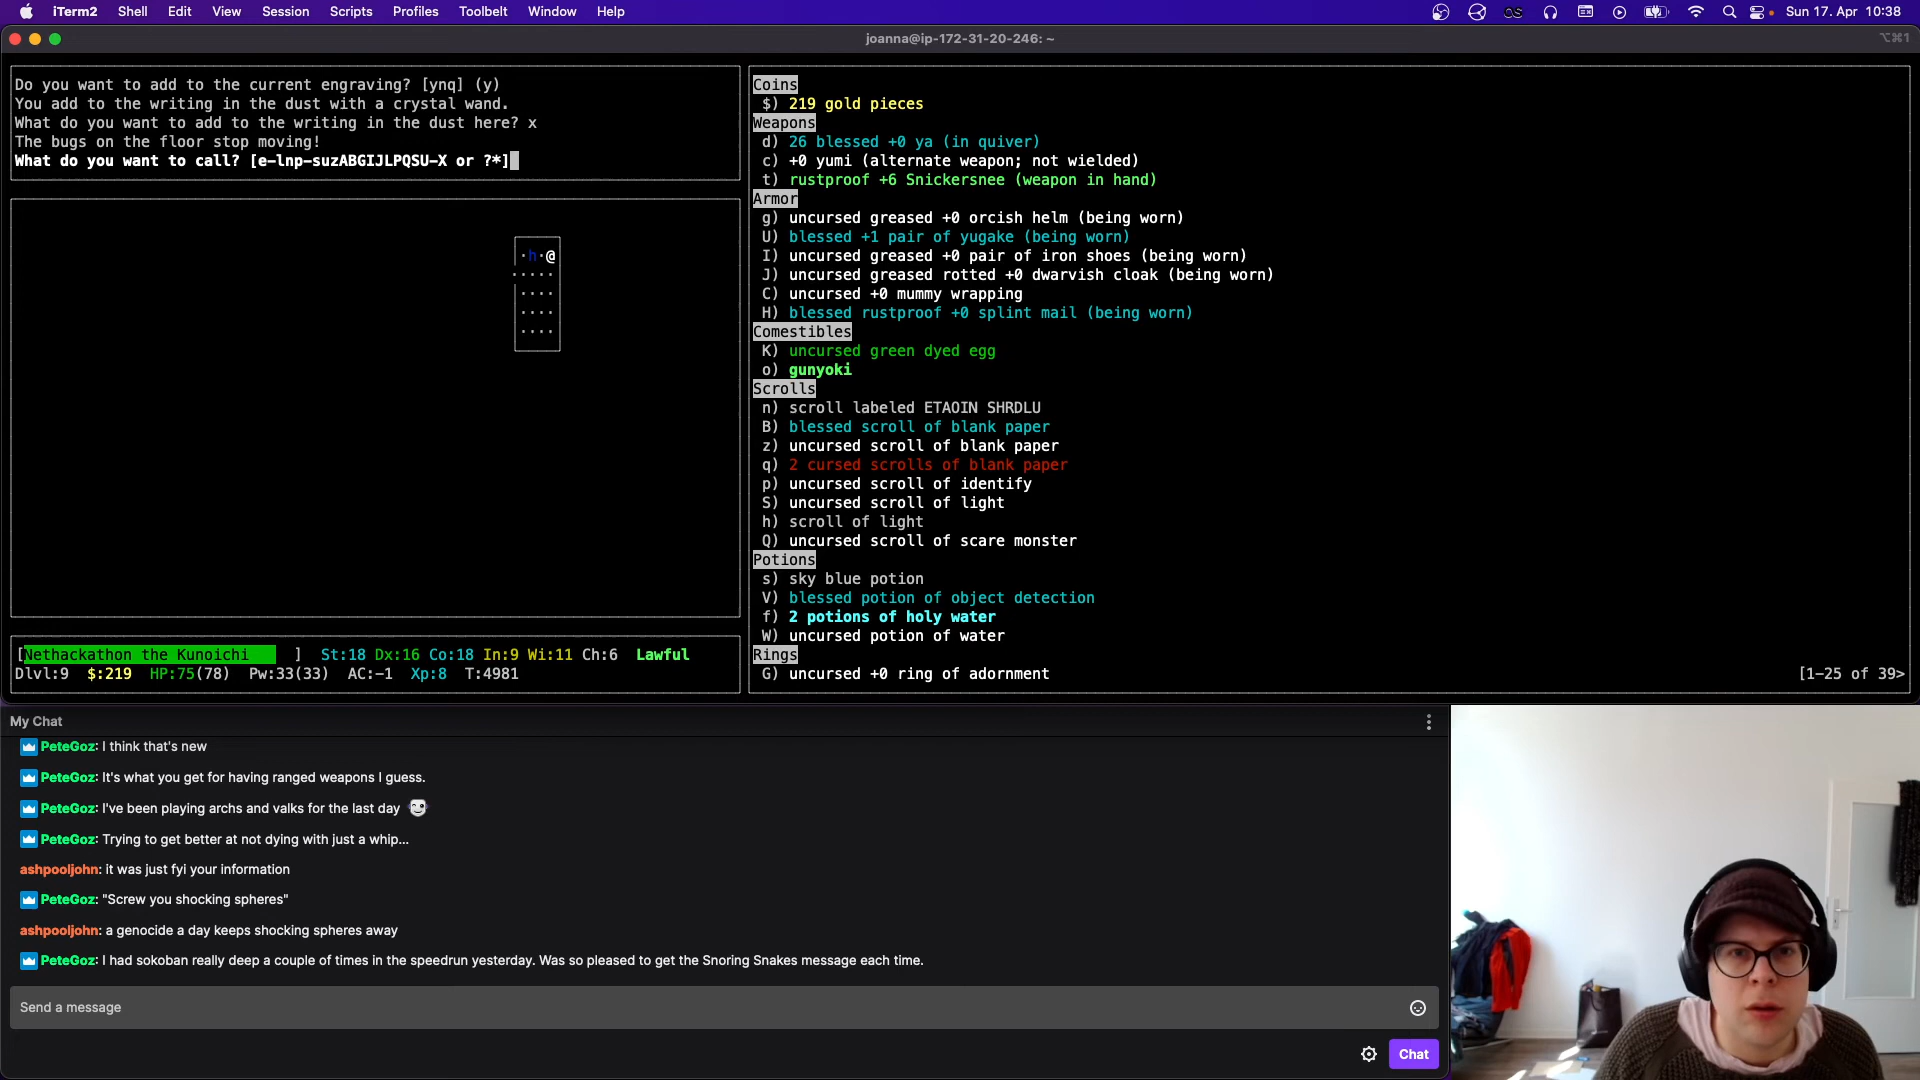 iTerm2 Shell Edit View Session Scripts Profiles Toolbelt Window Help Sun 17. Apr 10:38
joanna@ip-172-31-20-246: ~ ⌥⌘1
Do you want to add to the current engraving? [ynq] (y)
You add to the writing in the dust with a crystal wand.
What do you want to add to the writing in the dust here? x
The bugs on the floor stop moving!
What do you want to call? [e-lnp-suzABGIJLPQSU-X or ?*]
|·h·@
·····
|····
|····
|····
[Nethackathon the Kunoichi ] St:18 Dx:16 Co:18 In:9 Wi:11 Ch:6 Lawful
Dlvl:9 $:219 HP:75(78) Pw:33(33) AC:-1 Xp:8 T:4981
Coins
$) 219 gold pieces
Weapons
d) 26 blessed +0 ya (in quiver)
c) +0 yumi (alternate weapon; not wielded)
t) rustproof +6 Snickersnee (weapon in hand)
Armor
g) uncursed greased +0 orcish helm (being worn)
U) blessed +1 pair of yugake (being worn)
I) uncursed greased +0 pair of iron shoes (being worn)
J) uncursed greased rotted +0 dwarvish cloak (being worn)
C) uncursed +0 mummy wrapping
H) blessed rustproof +0 splint mail (being worn)
Comestibles
K) uncursed green dyed egg
o) gunyoki
Scrolls
n) scroll labeled ETAOIN SHRDLU
B) blessed scroll of blank paper
z) uncursed scroll of blank paper
q) 2 cursed scrolls of blank paper
p) uncursed scroll of identify
S) uncursed scroll of light
h) scroll of light
Q) uncursed scroll of scare monster
Potions
s) sky blue potion
V) blessed potion of object detection
f) 2 potions of holy water
W) uncursed potion of water
Rings
G) uncursed +0 ring of adornment [1-25 of 39>
My Chat
PeteGoz: I think that's new
PeteGoz: It's what you get for having ranged weapons I guess.
PeteGoz: I've been playing archs and valks for the last day
PeteGoz: Trying to get better at not dying with just a whip...
ashpooljohn: it was just fyi your information
PeteGoz: "Screw you shocking spheres"
ashpooljohn: a genocide a day keeps shocking spheres away
PeteGoz: I had sokoban really deep a couple of times in the speedrun yesterday. Was so pleased to get the Snoring Snakes message each time.
Send a message
Chat